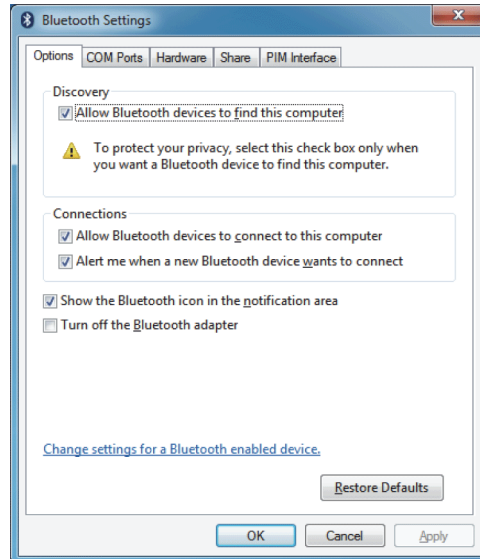 Bluetooth Settings
x
Options COM Ports Hardware Share PIM Interface
Discovery
Allow Bluetooth devices to find this computer
To protect your privacy, select this check box only when
you want a Bluetooth device to find this computer.
Connections
Allow Bluetooth devices to connect to this computer
Alert me when a new Bluetooth device wants to connect
Show the Bluetooth icon in the notification area
Turn off the Bluetooth adapter
Change settings for a Bluetooth enabled device.
Restore Defaults
OK Cancel Apply